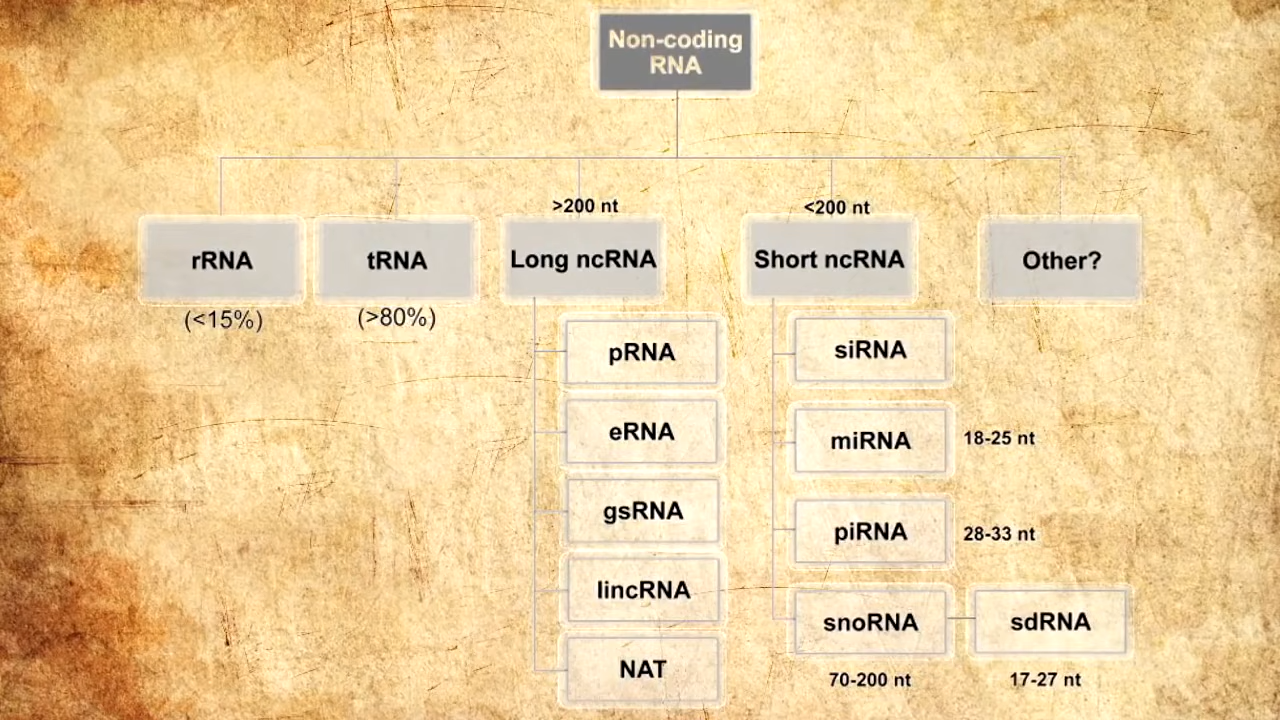 Non-coding
RNA
>200 nt
<200 nt
rRNA
tRNA
Long ncRNA
Short ncRNA
Other?
(<15%)
(>80%)
pRNA
eRNA
gsRNA
lincRNA
NAT
siRNA
miRNA
18-25 nt
piRNA
28-33 nt
snoRNA
sdRNA
70-200 nt
17-27 nt